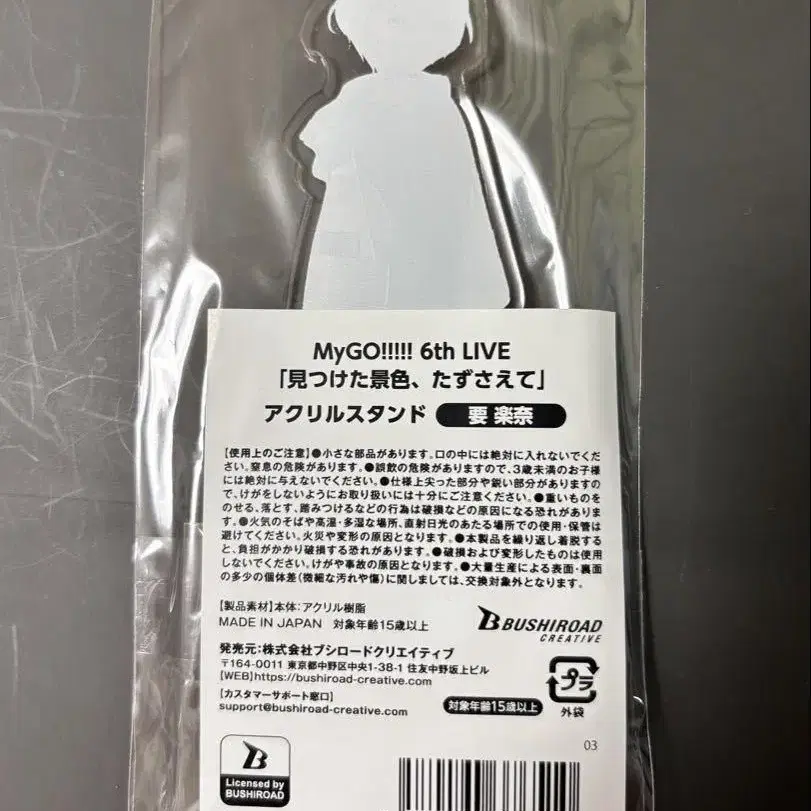 MyGO!!!!! 6th LIVE
「見つけた景色、たずさえて」
アクリルスタンド 要 楽奈
【使用上のご注意】●小さな部品があります。口の中には絶対に入れないでくだ
さい。窒息の危険があります。●誤飲の危険がありますので、3歳未満のお子様
には絶対に与えないでください。●仕様上尖った部分や鋭い部分がありますの
で、けがをしないようにお取り扱いには十分にご注意ください。●重いものを
のせる、落とす、踏みつけるなどの行為は破損などの原因になる恐れがありま
す。●火気のそばや高温・多湿な場所、直射日光のあたる場所での使用・保管は
避けてください。火災や変形の原因となります。●本製品を繰り返し着脱する
と、負担がかかり破損する恐れがあります。●破損および変形したものは使用
しないでください。けがや事故の原因となります。●大量生産による表面・裏面
の多少の個体差（微細な汚れや傷）に関しましては、交換対象外となります。
【製品素材】本体：アクリル樹脂
MADE IN JAPAN 対象年齢15歳以上
BUSHIROAD
CREATIVE
発売元：株式会社ブシロードクリエイティブ
〒164-0011 東京都中野区中央1-38-1 住友中野坂上ビル
【WEB】https://bushiroad-creative.com
【カスタマーサポート窓口】
support@bushiroad-creative.com
対象年齢15歳以上
プラ
外袋
03
Licensed by
BUSHIROAD